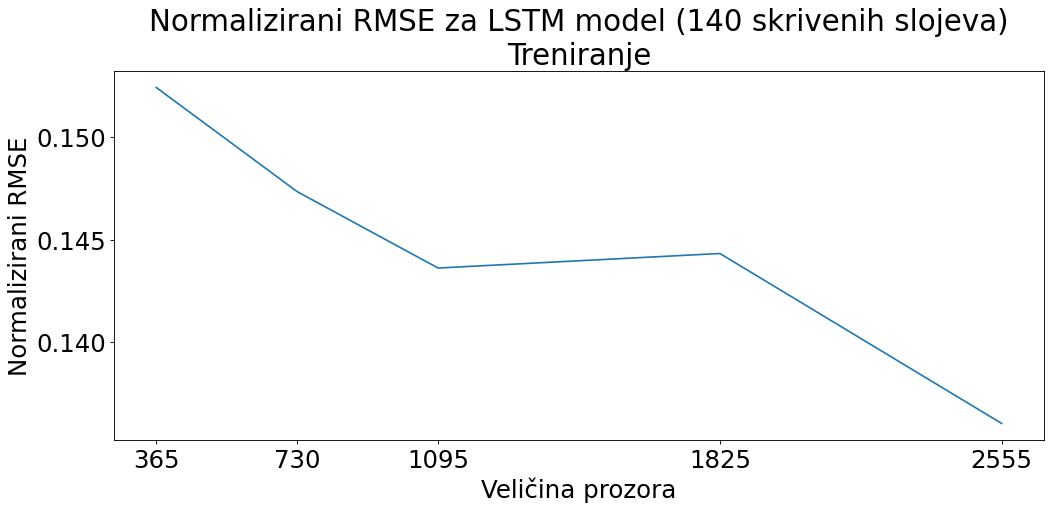 Normalizirani RMSE za LSTM model (140 skrivenih slojeva)
Treniranje
Normalizirani RMSE
0.150
0.145
0.140
365 730 1095 1825 2555
Veličina prozora